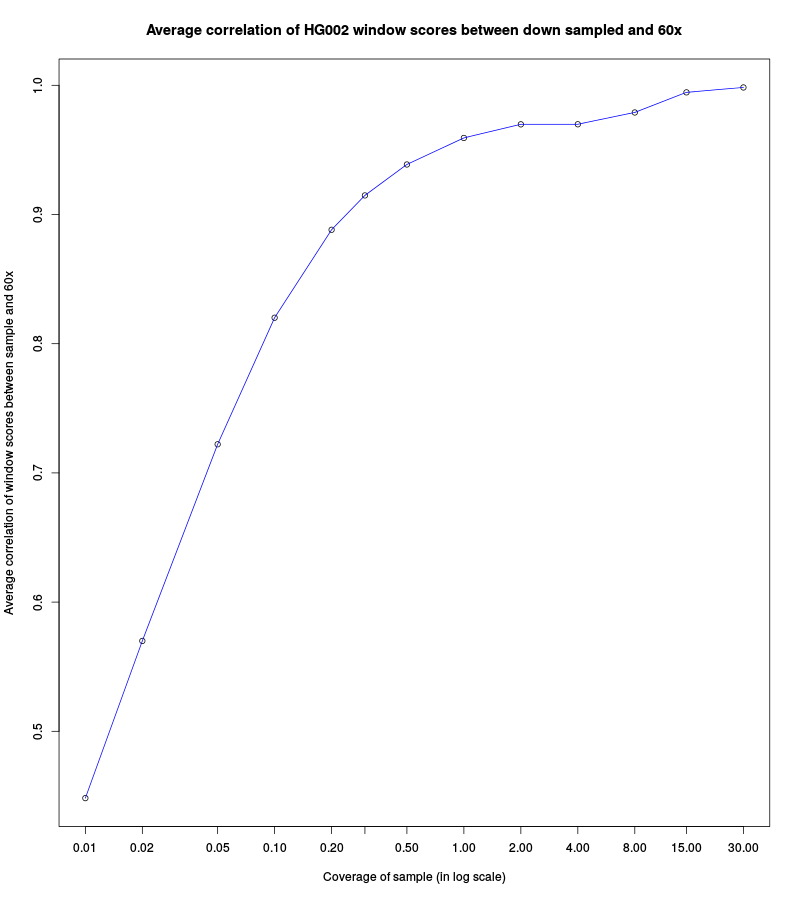 Average correlation of HG002 window scores between down sampled and 60x
Average correlation of window scores between sample and 60x
1.0
0.9
0.8
0.7
0.6
0.5
0.01 0.02 0.05 0.10 0.20 0.50 1.00 2.00 4.00 8.00 15.00 30.00
Coverage of sample (in log scale)